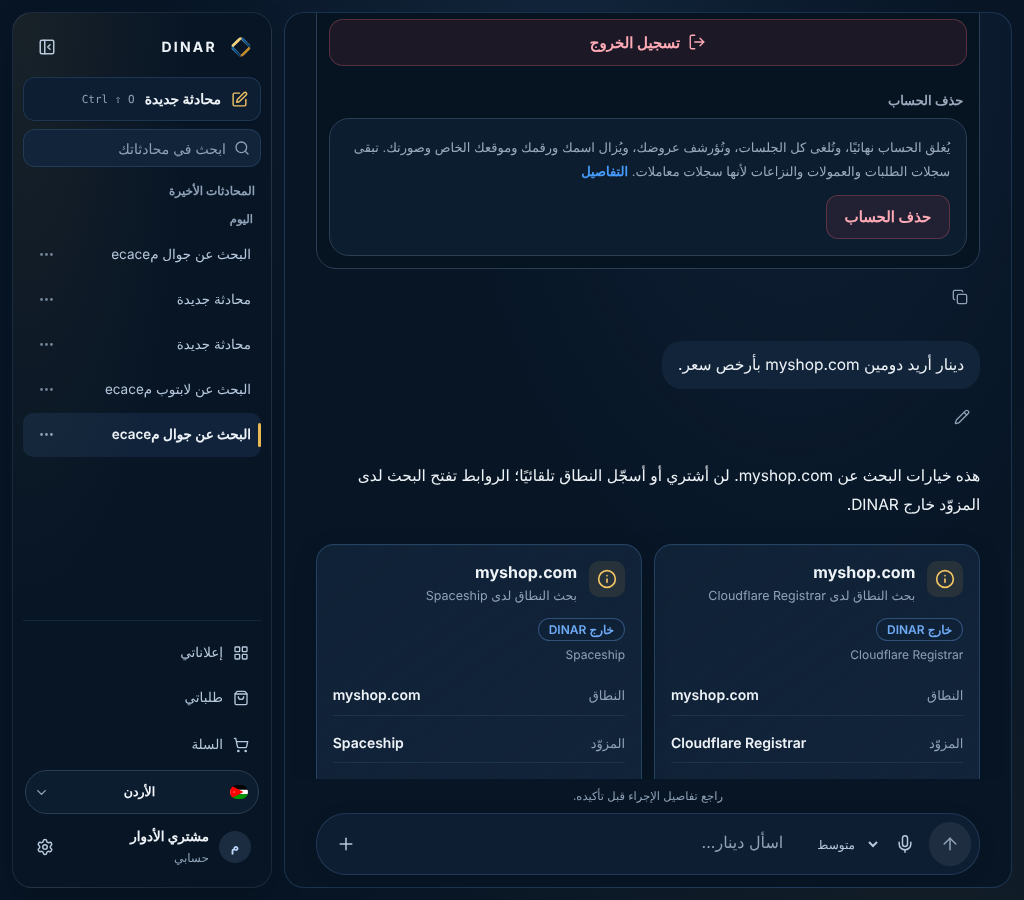 DINAR
محادثة جديدة
Ctrl ⇧ O
ابحث في محادثاتك
المحادثات الأخيرة
اليوم
البحث عن جوال مecace
محادثة جديدة
محادثة جديدة
البحث عن لابتوب مecace
البحث عن جوال مecace
إعلاناتي
طلباتي
السلة
الأردن
م
مشتري الأدوار
حسابي
تسجيل الخروج
حذف الحساب
يُغلق الحساب نهائيًا، وتُلغى كل الجلسات، وتُؤرشف عروضك، ويُزال اسمك ورقمك وموقعك الخاص وصورتك. تبقى
سجلات الطلبات والعمولات والنزاعات لأنها سجلات معاملات. التفاصيل
حذف الحساب
دينار أريد دومين myshop.com بأرخص سعر.
هذه خيارات البحث عن myshop.com. لن أشتري أو أسجّل النطاق تلقائيًا؛ الروابط تفتح البحث لدى
المزوّد خارج DINAR.
myshop.com
بحث النطاق لدى Cloudflare Registrar
خارج DINAR
Cloudflare Registrar
النطاق myshop.com
المزوّد Cloudflare Registrar
myshop.com
بحث النطاق لدى Spaceship
خارج DINAR
Spaceship
النطاق myshop.com
المزوّد Spaceship
راجع تفاصيل الإجراء قبل تأكيده.
متوسط
اسأل دينار...